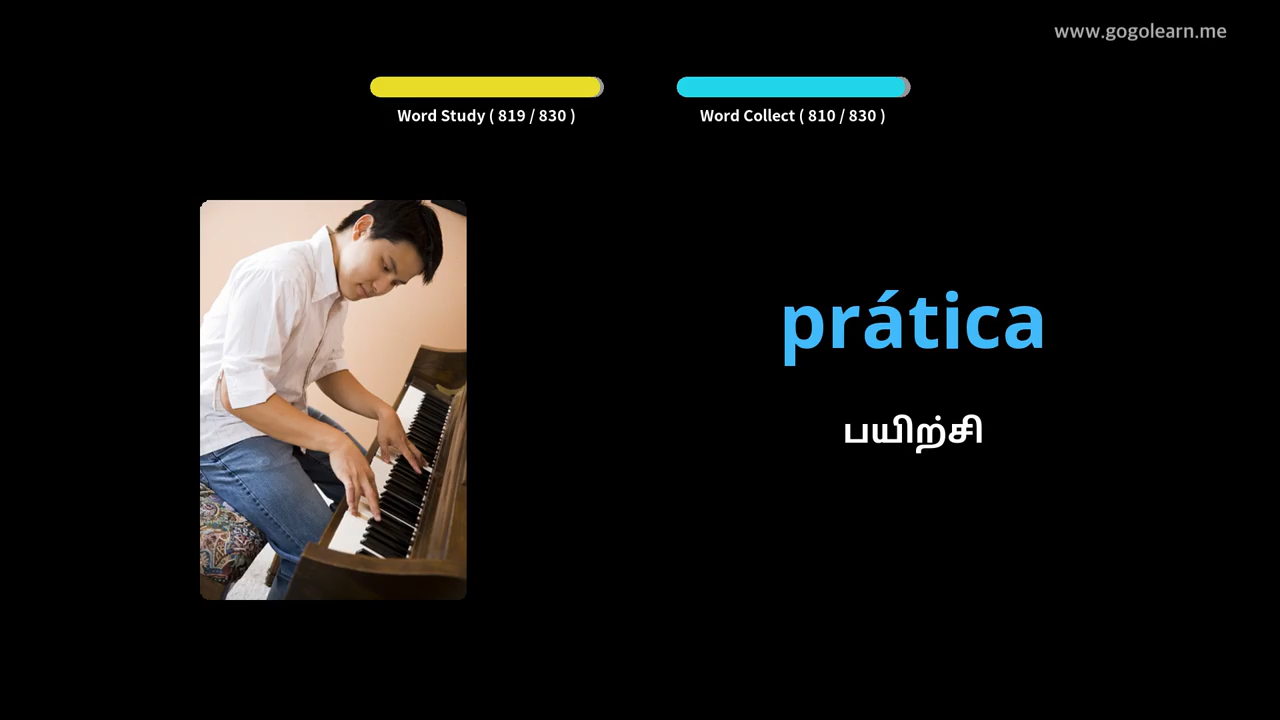 www.gogolearn.me
Word Study ( 819 / 830 )
Word Collect ( 810 / 830 )
prática
பயிற்சி